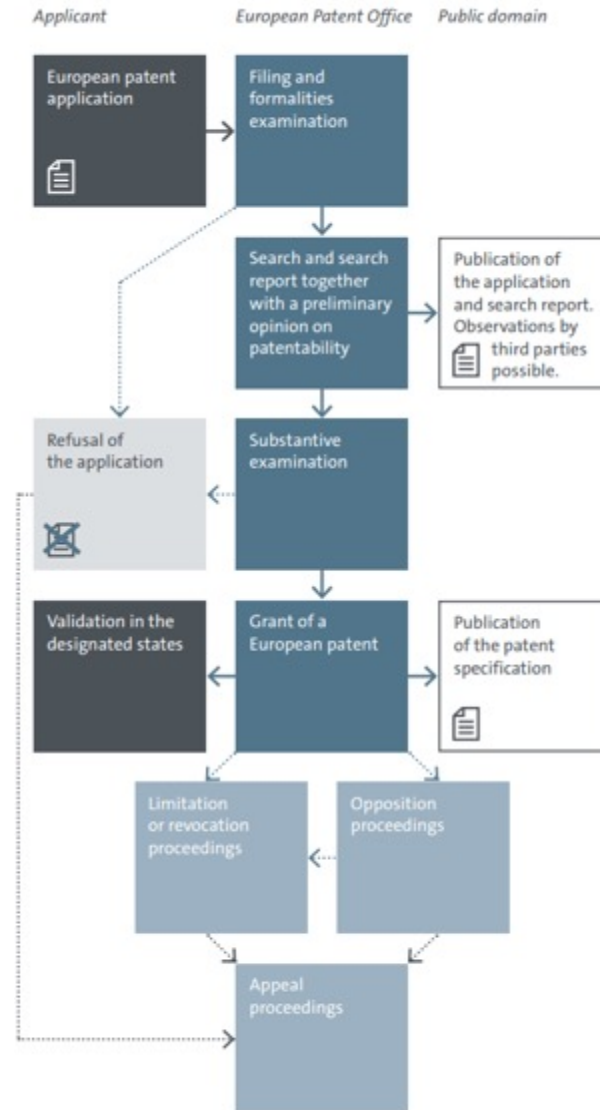 Applicant
European Patent Office
Public domain
European patent
application
Filing and
formalities
examination
Search and search
report together
with a preliminary
opinion on
patentability
Publication of
the application
and search report.
Observations by
third parties
possible.
Refusal of
the application
Substantive
examination
Validation in the
designated states
Grant of a
European patent
Publication
of the patent
specification
Limitation
or revocation
proceedings
Opposition
proceedings
Appeal
proceedings